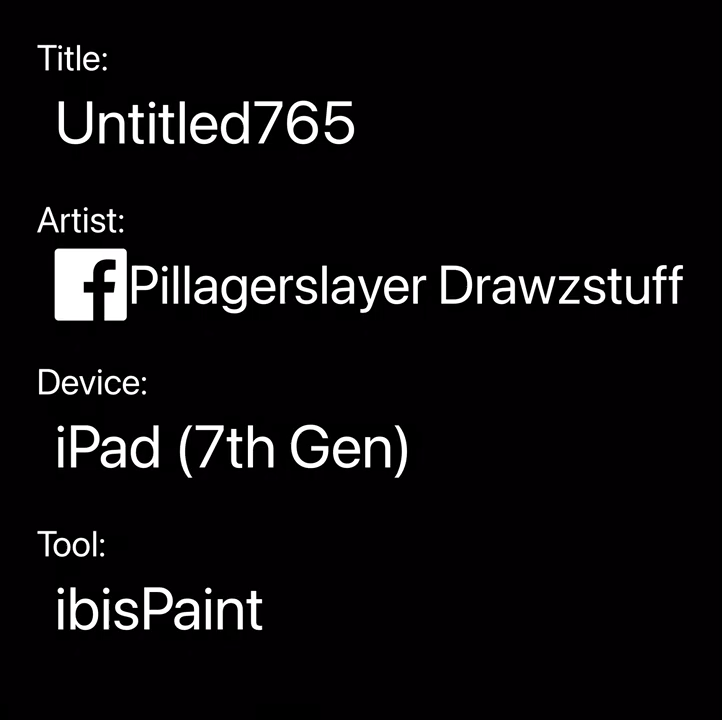 Title:
Untitled765
Artist:
Pillagerslayer Drawzstuff
Device:
iPad (7th Gen)
Tool:
ibisPaint